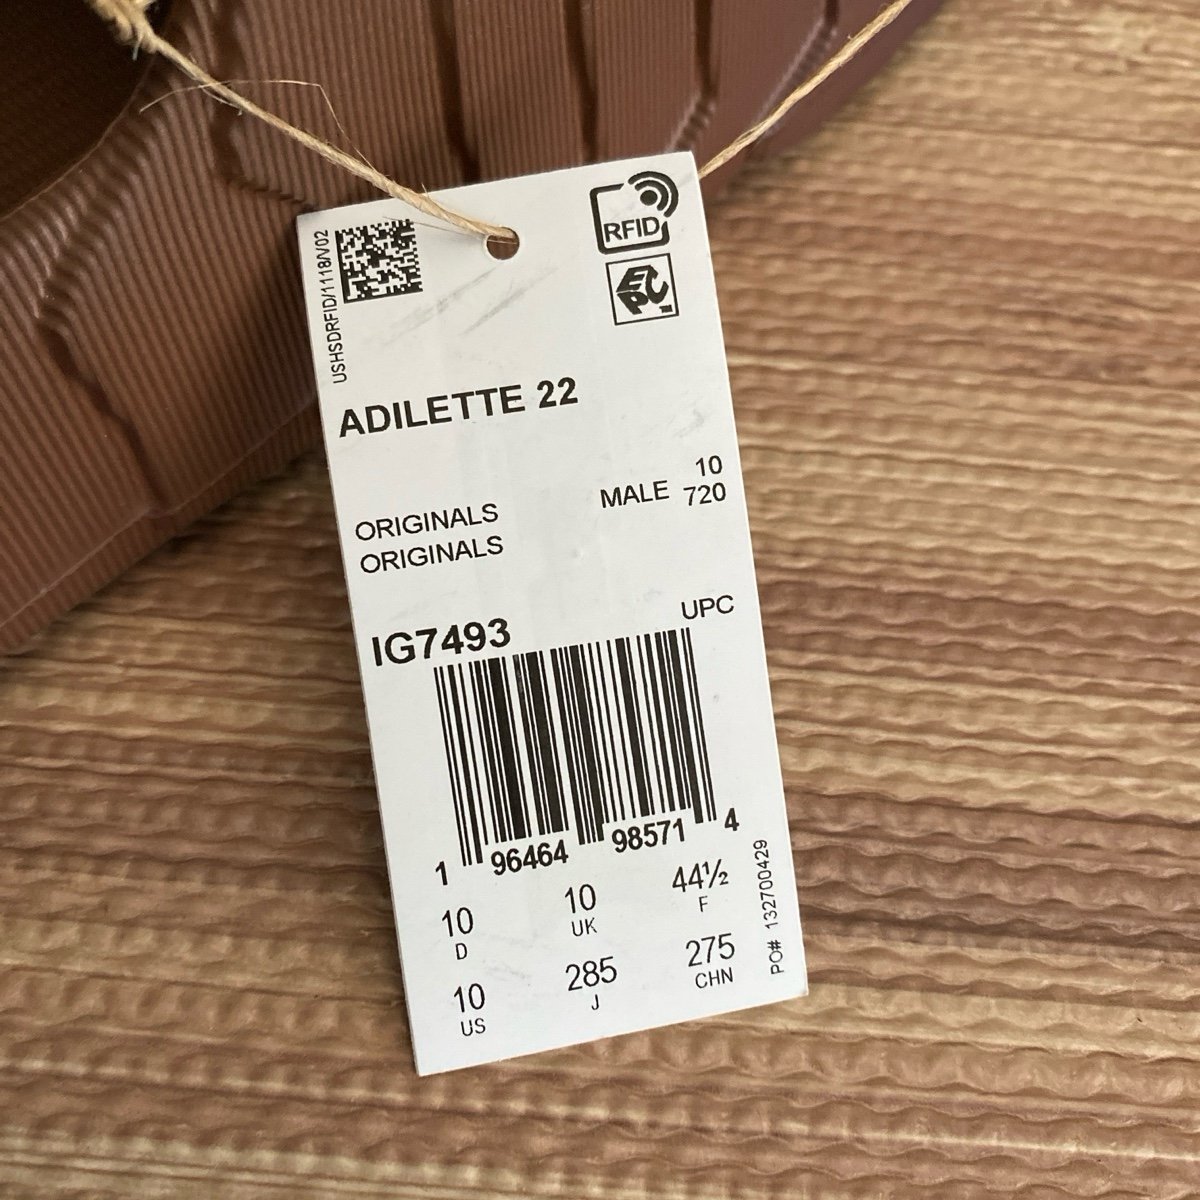 USHSDRFID/1118/V02
RFID
EPC
ADILETTE 22
10
MALE 720
ORIGINALS
ORIGINALS
UPC
IG7493
1 96464 98571 4
10 10 44½
D UK F
10 285 275
US J CHN
PO# 132700429